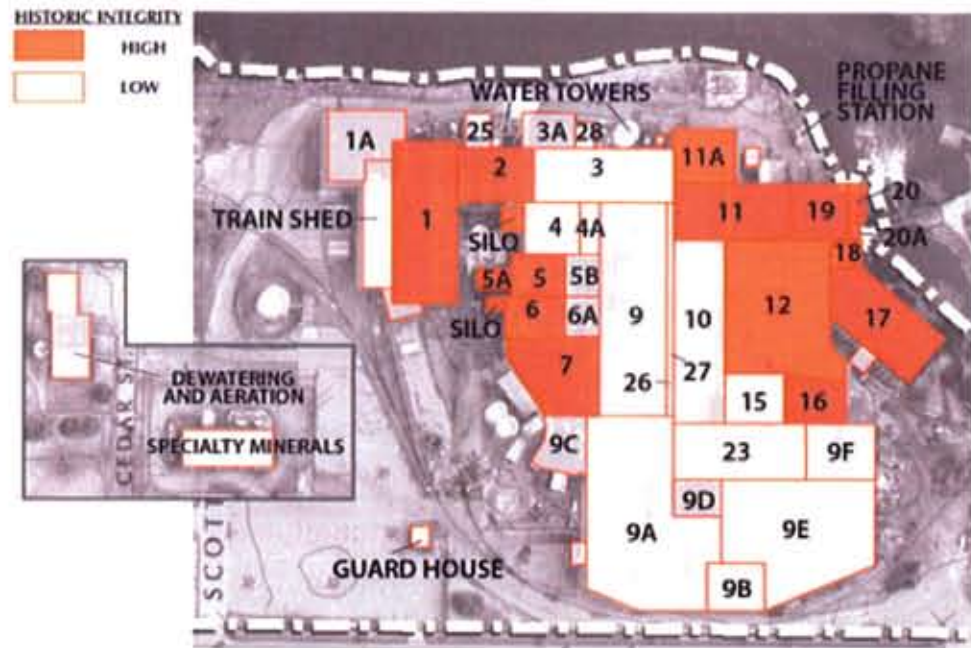 HISTORIC INTEGRITY
HIGH
LOW
WATER TOWERS
PROPANE
FILLING
STATION
1A
25
3A
28
11A
2
3
TRAIN SHED
1
11
19
20
SILO
4
4A
20A
18
5A
5
5B
12
17
SILO
6
6A
9
10
7
26
27
15
16
DEWATERING
AND AERATION
CEDAR S
SPECIALTY MINERALS
9C
23
9F
9D
9A
9E
SCOTT
GUARD HOUSE
9B